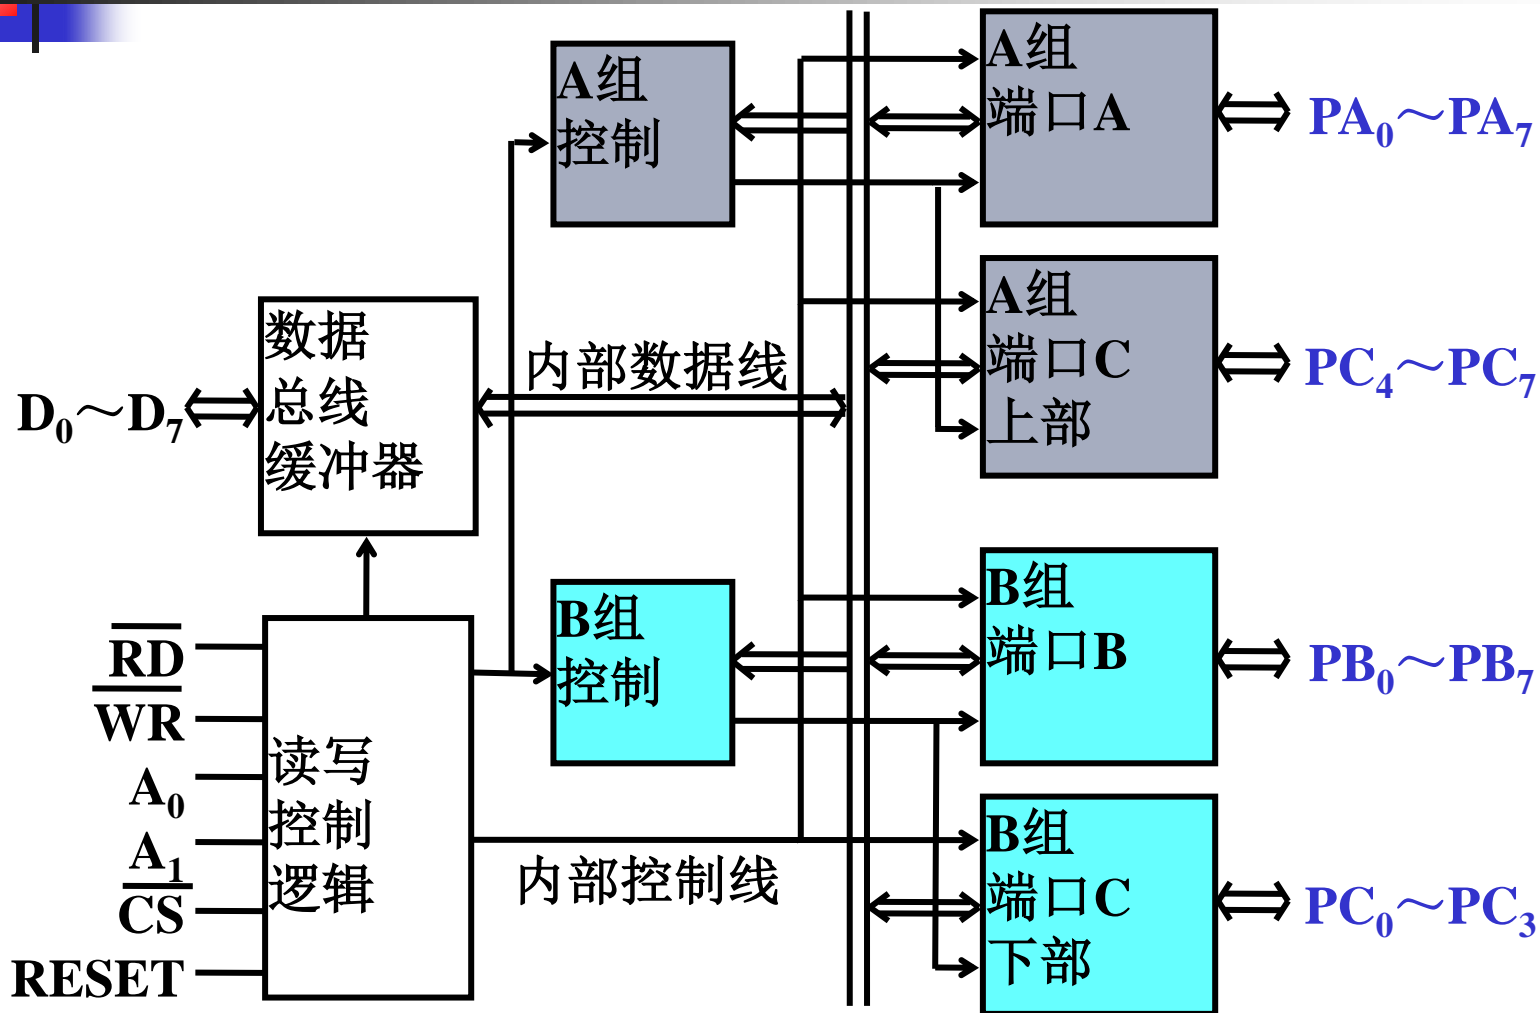 A组
控制
A组
端口A
PA₀～PA₇
A组
端口C
上部
PC₄～PC₇
数据
总线
缓冲器
内部数据线
D₀～D₇
B组
控制
B组
端口B
PB₀～PB₇
R̅D̅
W̅R̅
A₀
A₁
C̅S̅
RESET
读写
控制
逻辑
内部控制线
B组
端口C
下部
PC₀～PC₃